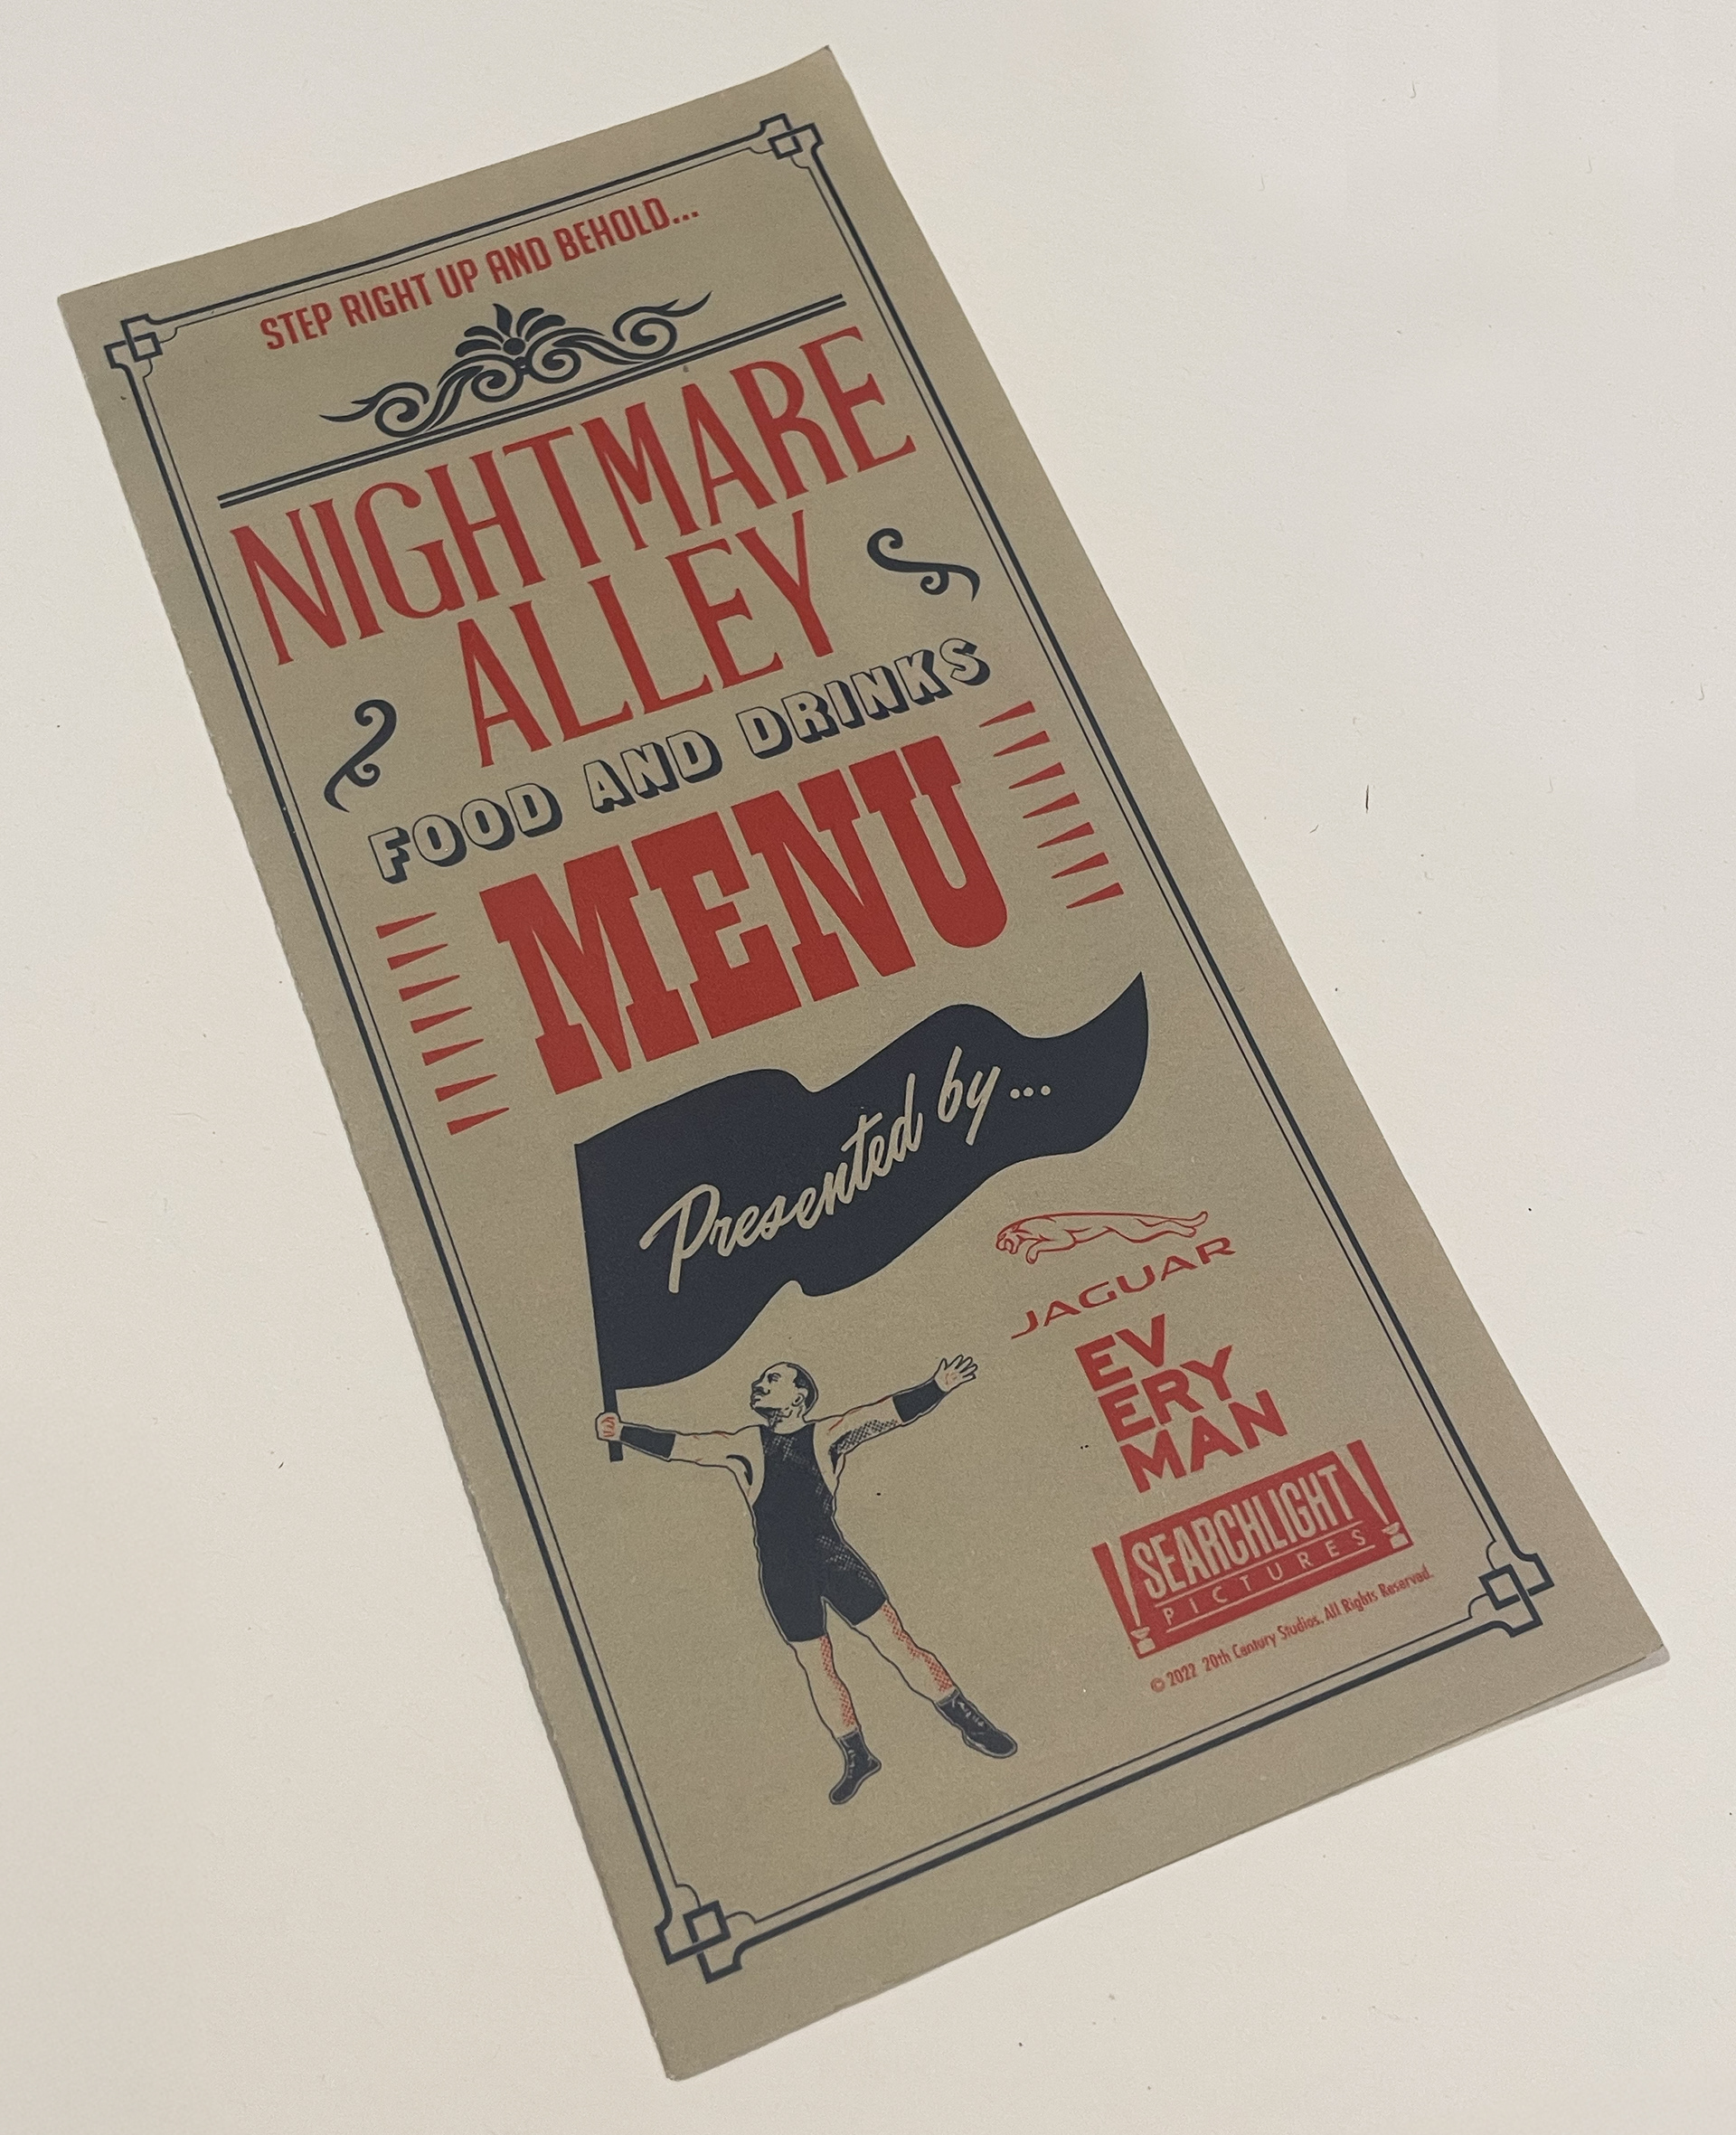 STEP RIGHT UP AND BEHOLD...
NIGHTMARE
ALLEY
FOOD AND DRINKS
MENU
Presented by...
JAGUAR
EV
ERY
MAN
SEARCHLIGHT
PICTURES
© 2022 20th Century Studios. All Rights Reserved.